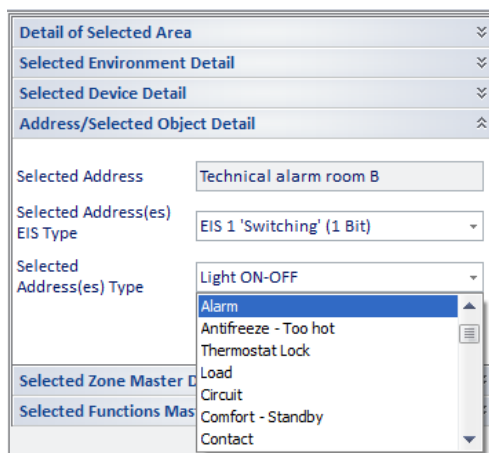 Detail of Selected Area
Selected Environment Detail
Selected Device Detail
Address/Selected Object Detail
Selected Address
Technical alarm room B
Selected Address(es)
EIS Type
EIS 1 'Switching' (1 Bit)
Selected
Address(es) Type
Light ON-OFF
Alarm
Antifreeze - Too hot
Thermostat Lock
Load
Circuit
Comfort - Standby
Contact
Selected Zone Master D
Selected Functions Mas